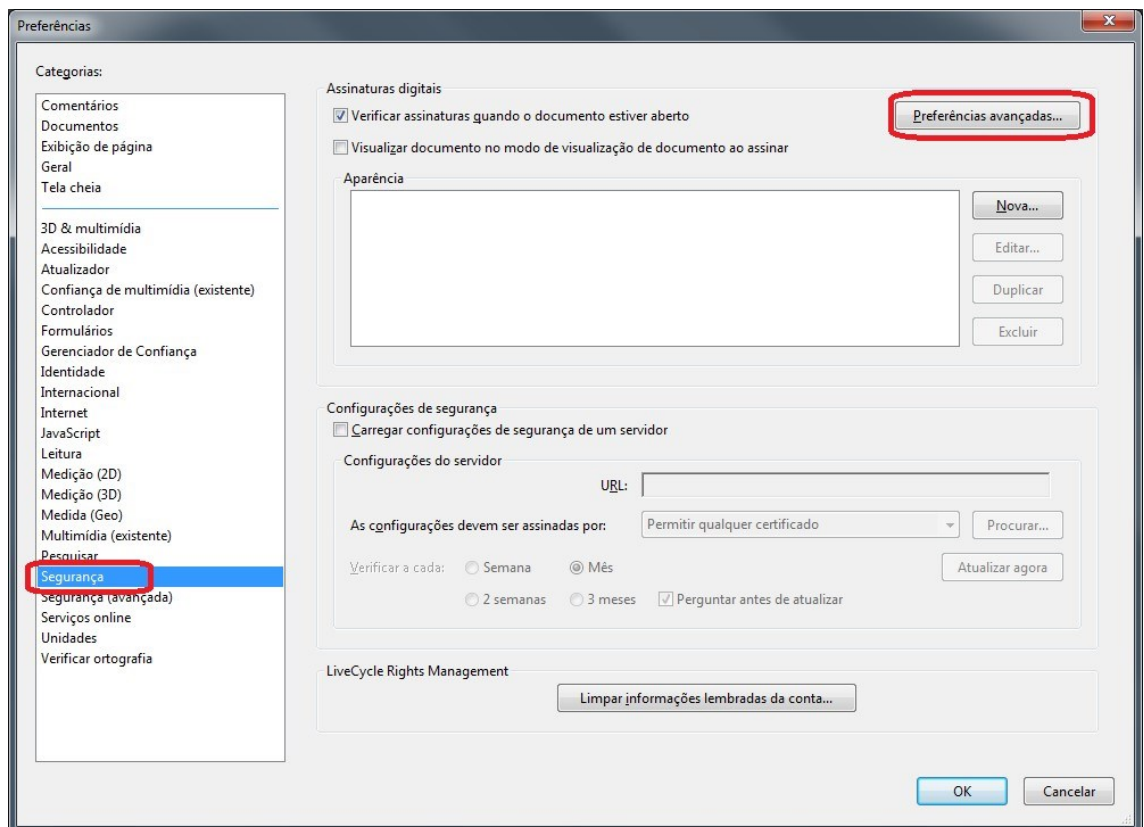 Preferências
Categorias:
Comentários
Documentos
Exibição de página
Geral
Tela cheia
3D & multimídia
Acessibilidade
Atualizador
Confiança de multimídia (existente)
Controlador
Formulários
Gerenciador de Confiança
Identidade
Internacional
Internet
JavaScript
Leitura
Medição (2D)
Medição (3D)
Medida (Geo)
Multimídia (existente)
Pesquisar
Segurança
Segurança (avançada)
Serviços online
Unidades
Verificar ortografia
Assinaturas digitais
Verificar assinaturas quando o documento estiver aberto
Preferências avançadas...
Visualizar documento no modo de visualização de documento ao assinar
Aparência
Nova...
Editar...
Duplicar
Excluir
Configurações de segurança
Carregar configurações de segurança de um servidor
Configurações do servidor
URL:
As configurações devem ser assinadas por: Permitir qualquer certificado Procurar...
Verificar a cada: Semana Mês Atualizar agora
2 semanas 3 meses Perguntar antes de atualizar
LiveCycle Rights Management
Limpar informações lembradas da conta...
OK Cancelar